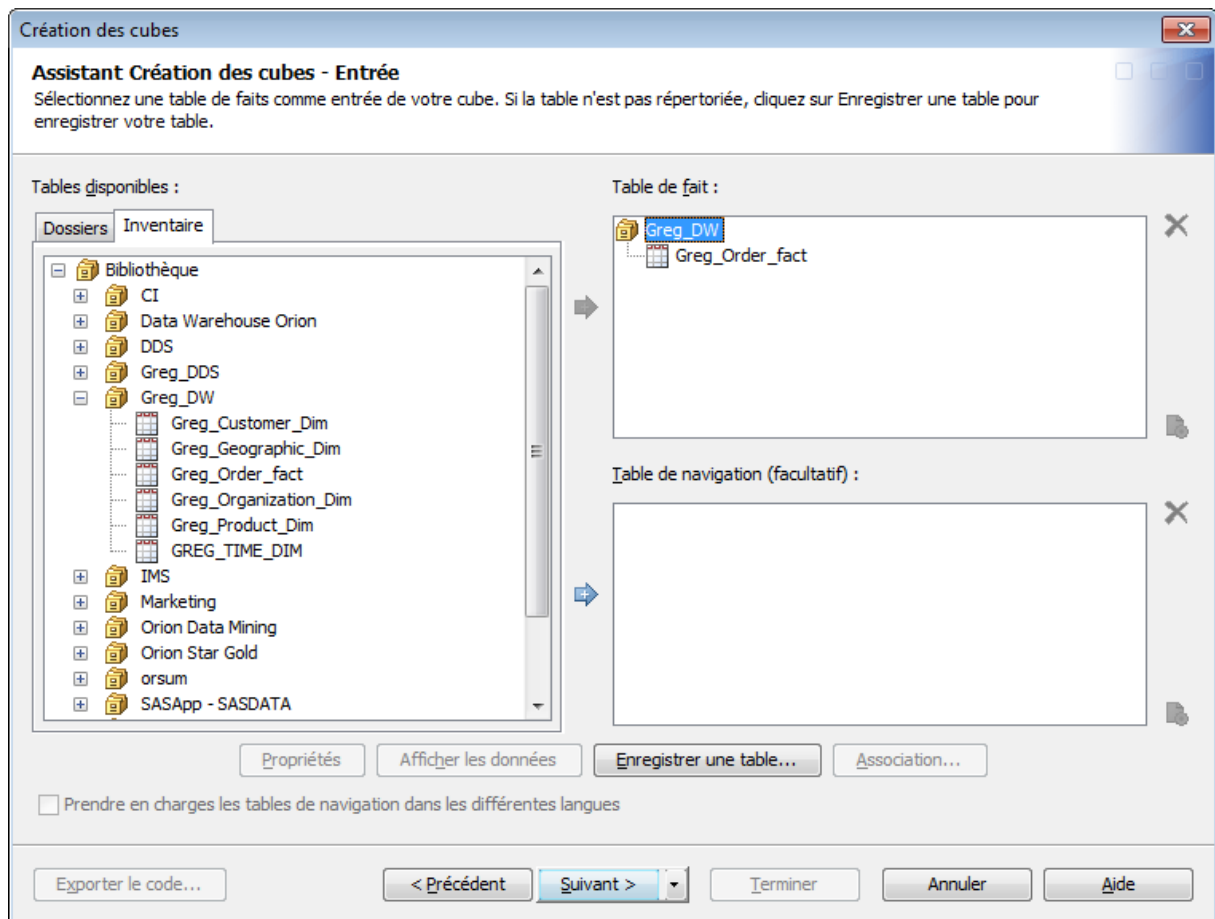 Création des cubes
Assistant Création des cubes - Entrée
Sélectionnez une table de faits comme entrée de votre cube. Si la table n'est pas répertoriée, cliquez sur Enregistrer une table pour
enregistrer votre table.
Tables disponibles :
Dossiers
Inventaire
Bibliothèque
CI
Data Warehouse Orion
DDS
Greg_DDS
Greg_DW
Greg_Customer_Dim
Greg_Geographic_Dim
Greg_Order_fact
Greg_Organization_Dim
Greg_Product_Dim
GREG_TIME_DIM
IMS
Marketing
Orion Data Mining
Orion Star Gold
orsum
SASApp - SASDATA
Table de fait :
Greg_DW
Greg_Order_fact
Table de navigation (facultatif) :
Propriétés
Afficher les données
Enregistrer une table...
Association...
Prendre en charges les tables de navigation dans les différentes langues
Exporter le code...
< Précédent
Suivant >
Terminer
Annuler
Aide